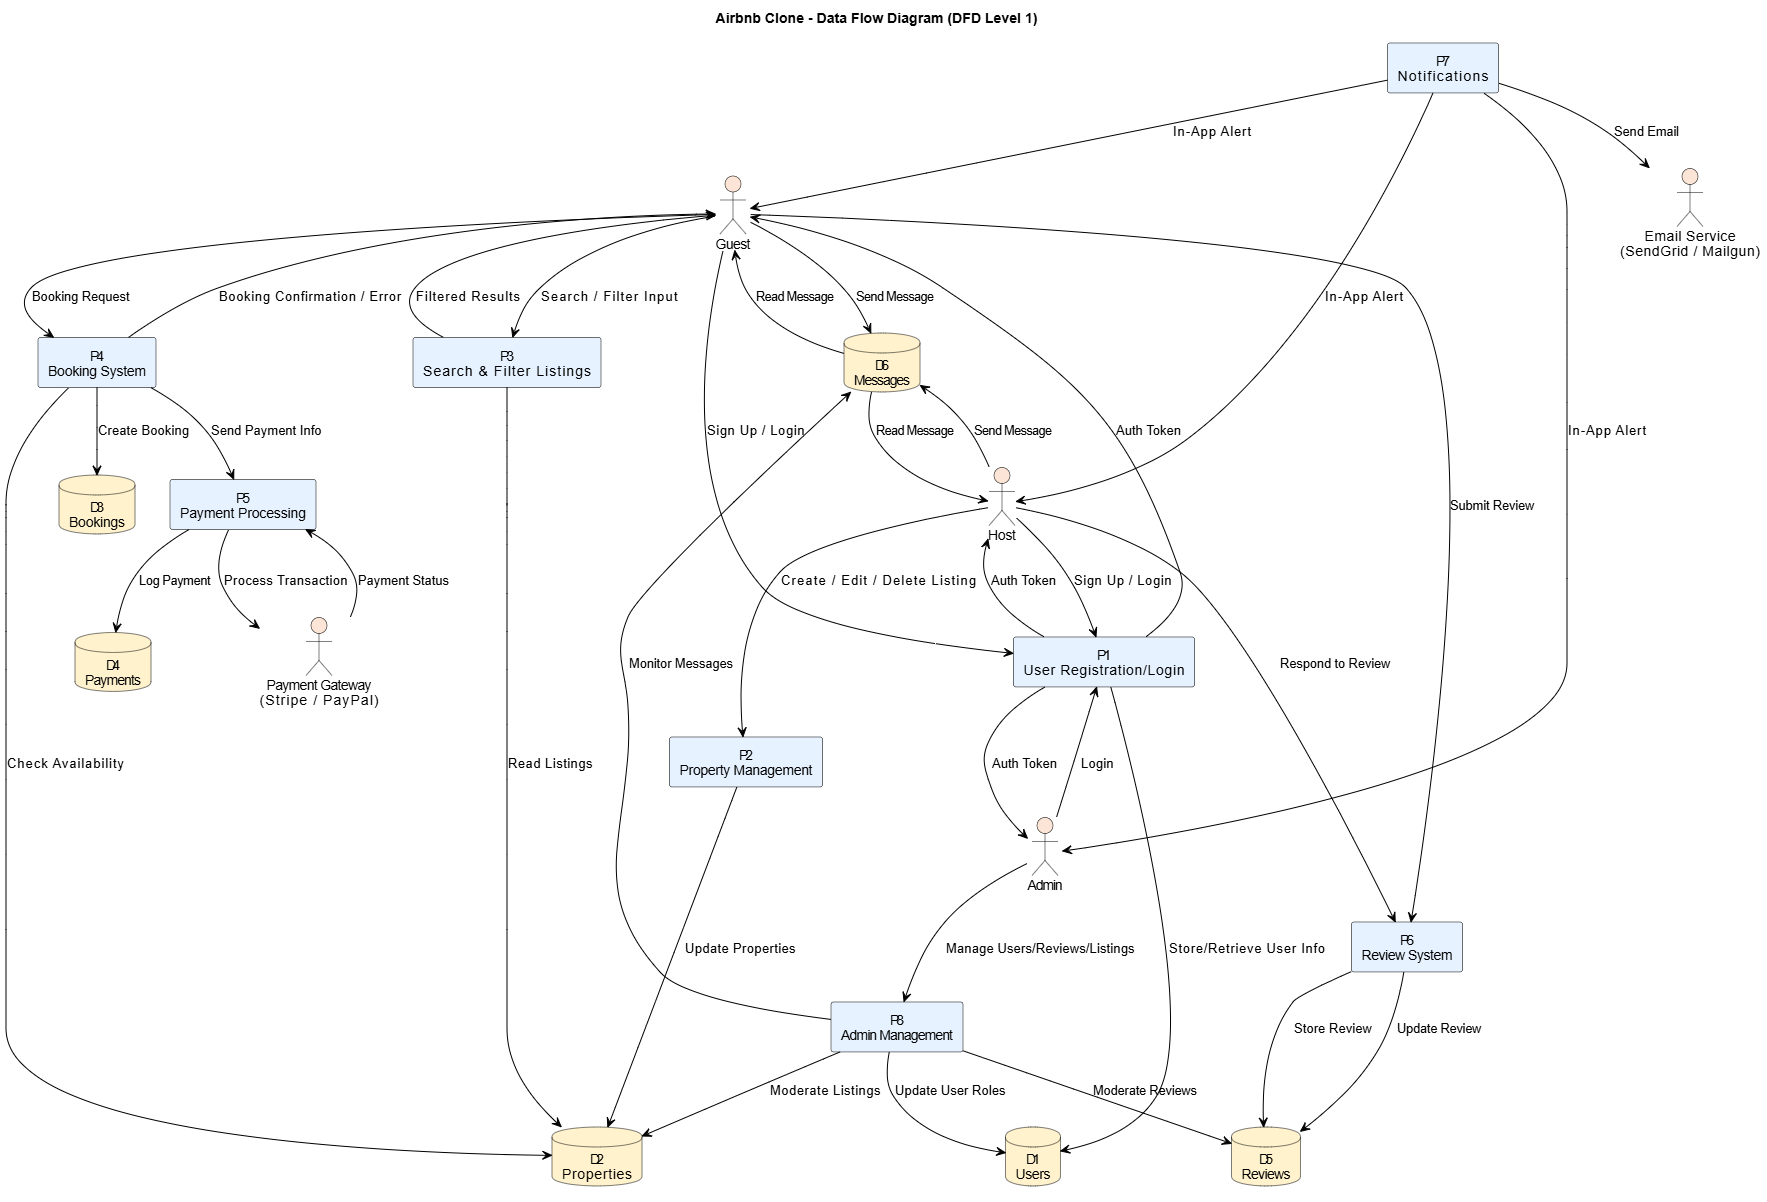 Airbnb Clone - Data Flow Diagram (DFD Level 1)
P7
Notifications
In-App Alert
Send Email
Guest
Email Service
(SendGrid / Mailgun)
Booking Request
Booking Confirmation / Error
Filtered Results
Search / Filter Input
Read Message
Send Message
In-App Alert
P4
Booking System
P3
Search & Filter Listings
D6
Messages
Create Booking
Send Payment Info
Sign Up / Login
Read Message
Send Message
Auth Token
In-App Alert
D3
Bookings
P5
Payment Processing
Host
Submit Review
Log Payment
Process Transaction
Payment Status
Create / Edit / Delete Listing
Auth Token
Sign Up / Login
D4
Payments
Payment Gateway
(Stripe / PayPal)
Monitor Messages
P1
User Registration/Login
Respond to Review
Check Availability
Read Listings
P2
Property Management
Auth Token
Login
Admin
Update Properties
Manage Users/Reviews/Listings
Store/Retrieve User Info
P6
Review System
P8
Admin Management
Store Review
Update Review
Moderate Listings
Update User Roles
Moderate Reviews
D2
Properties
D1
Users
D5
Reviews